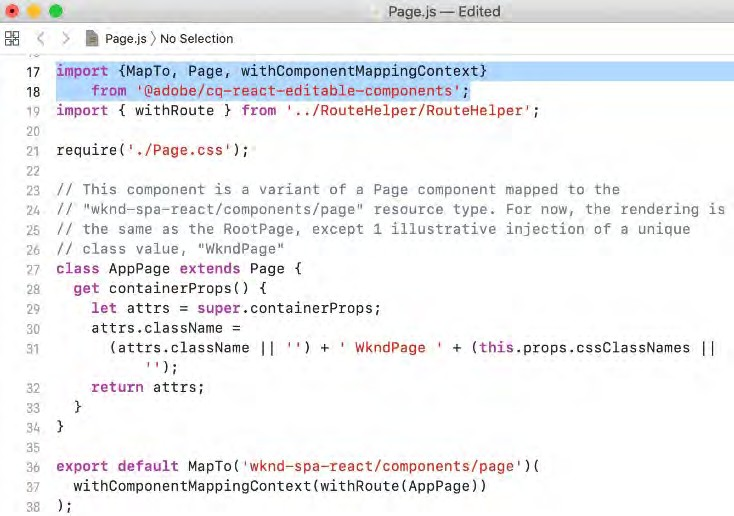 Page.js — Edited
Page.js 〉 No Selection
17 import {MapTo, Page, withComponentMappingContext}
18 from '@adobe/cq-react-editable-components';
19 import { withRoute } from '../RouteHelper/RouteHelper';
20
21 require('./Page.css');
22
23 // This component is a variant of a Page component mapped to the
24 // "wknd-spa-react/components/page" resource type. For now, the rendering is
25 // the same as the RootPage, except 1 illustrative injection of a unique
26 // class value, "WkndPage"
27 class AppPage extends Page {
28 get containerProps() {
29 let attrs = super.containerProps;
30 attrs.className =
31 (attrs.className || '') + ' WkndPage ' + (this.props.cssClassNames ||
'');
32 return attrs;
33 }
34 }
35
36 export default MapTo('wknd-spa-react/components/page')(
37 withComponentMappingContext(withRoute(AppPage))
38 );